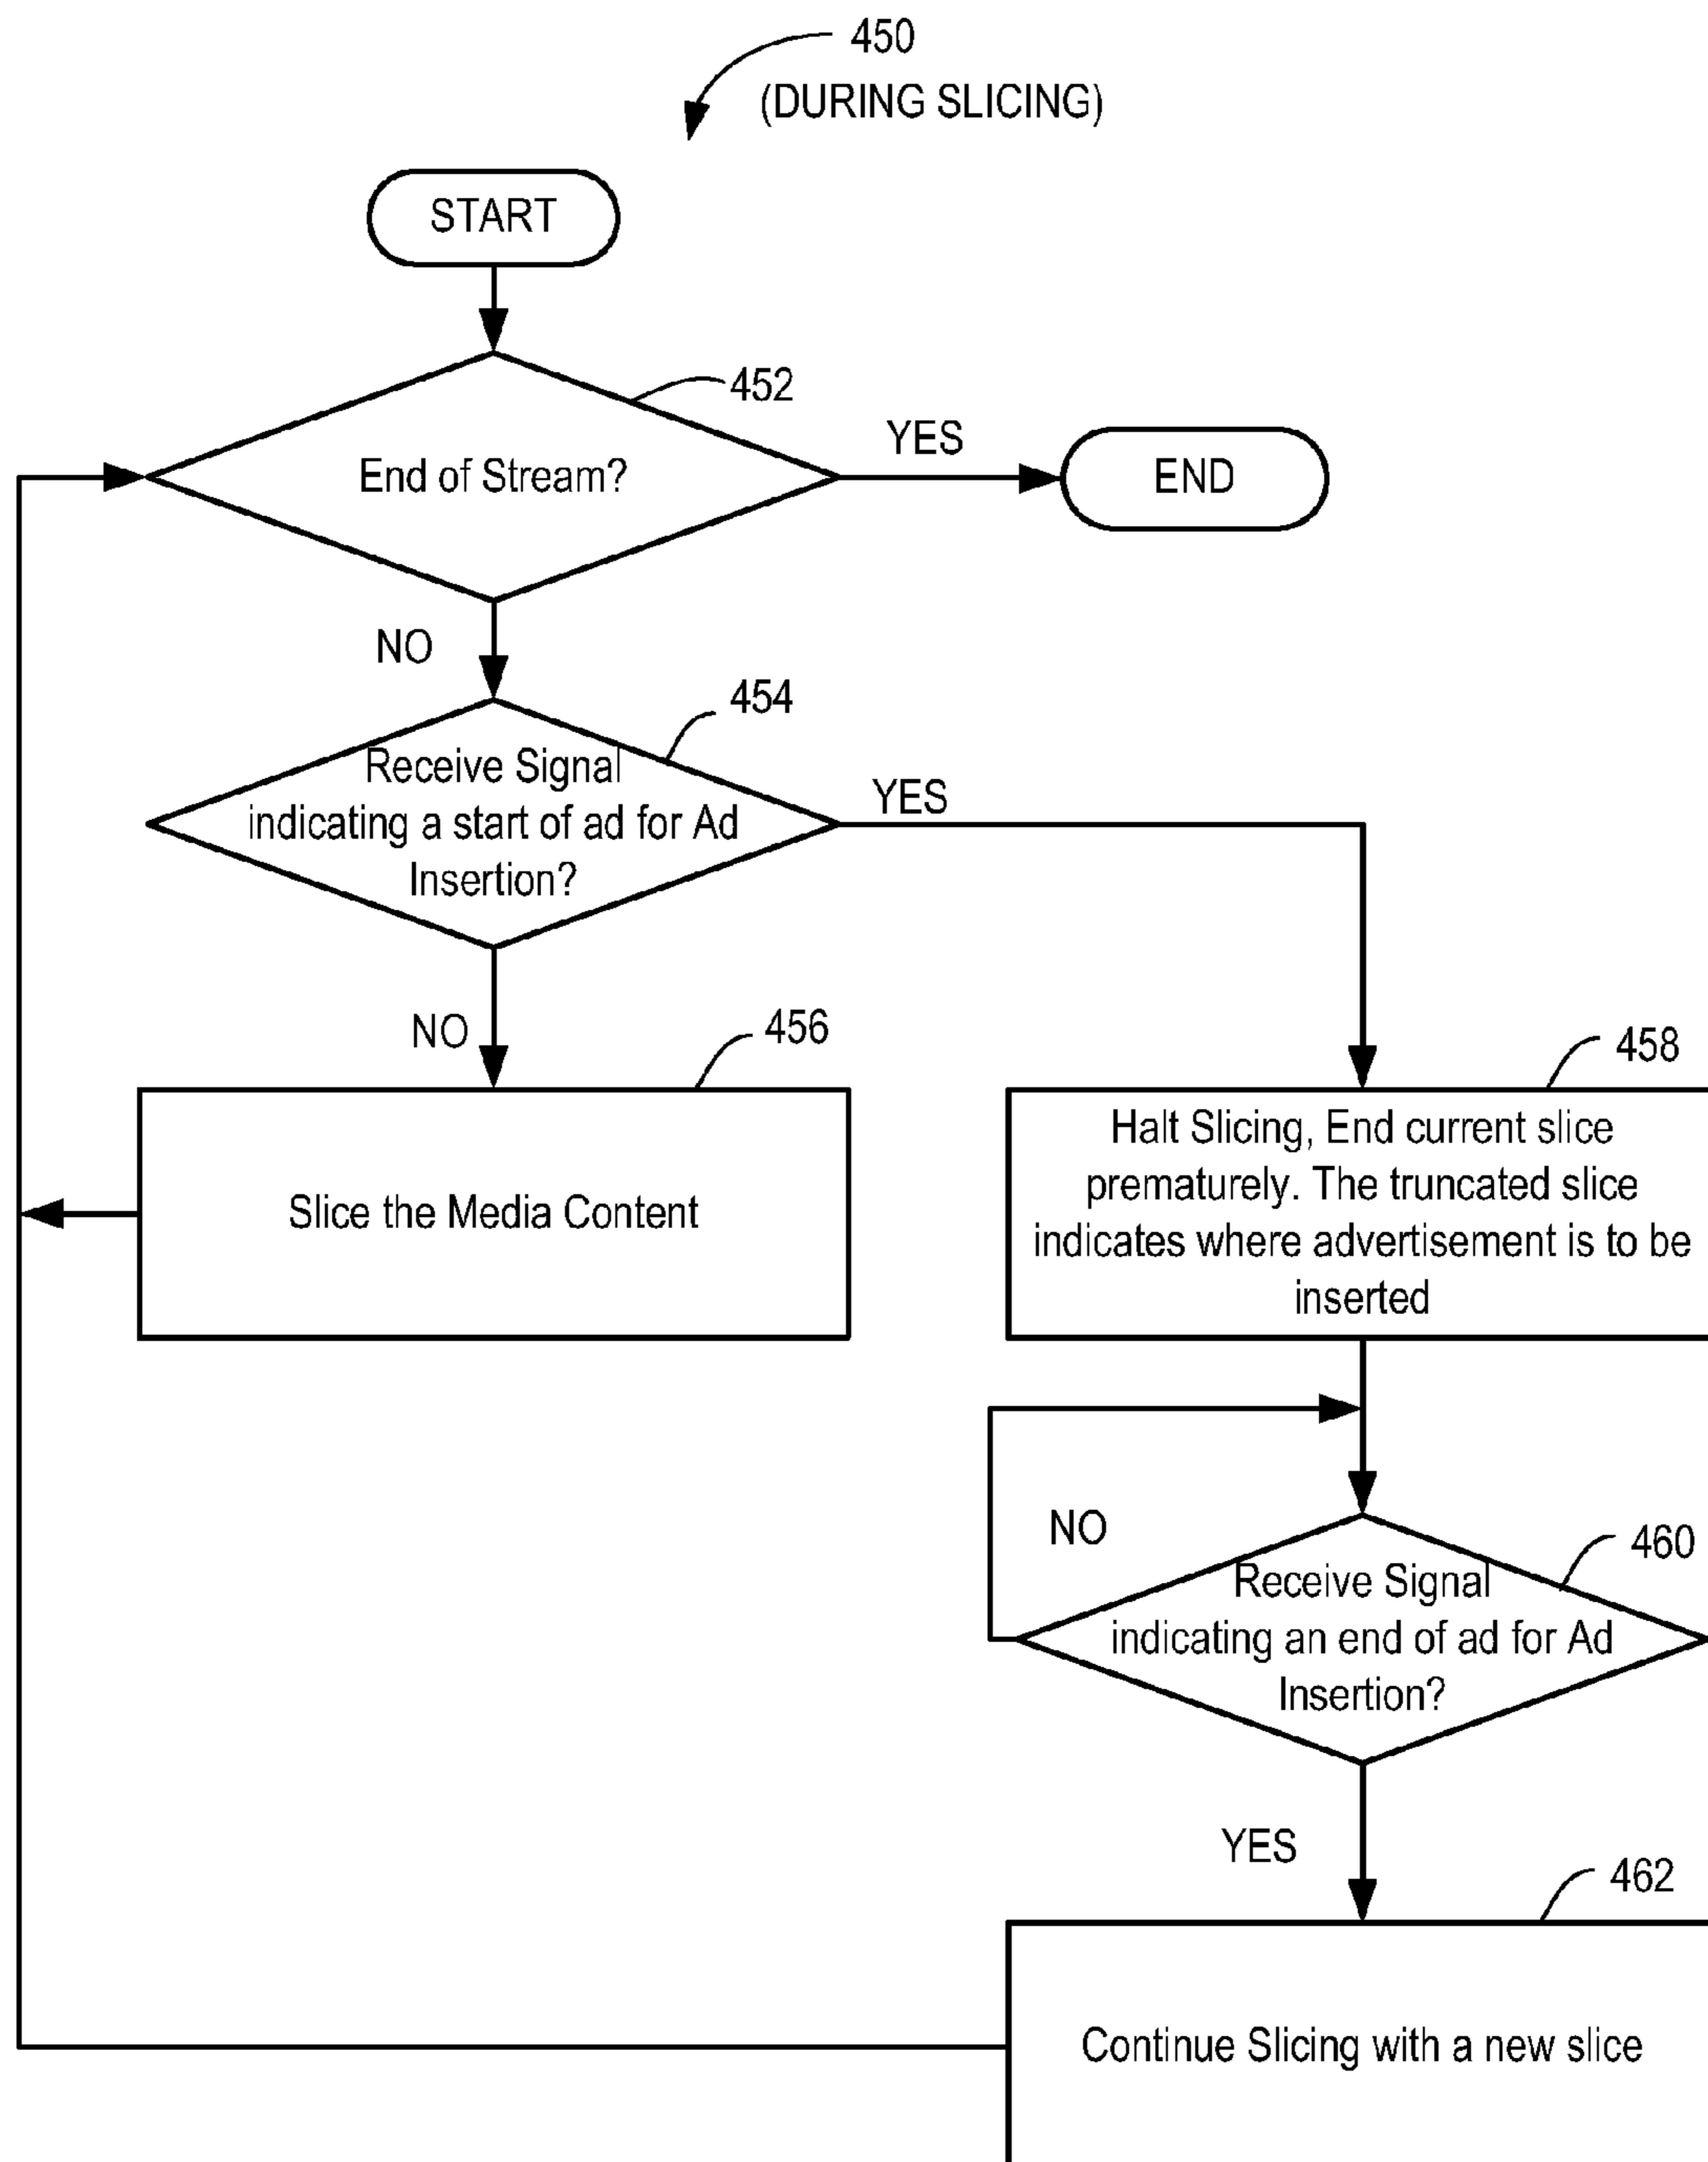 450
(DURING SLICING)
START
452
End of Stream?
YES
END
NO
454
Receive Signal
indicating a start of ad for Ad
Insertion?
YES
NO
456
Slice the Media Content
458
Halt Slicing, End current slice
prematurely. The truncated slice
indicates where advertisement is to be
inserted
NO
460
Receive Signal
indicating an end of ad for Ad
Insertion?
YES
462
Continue Slicing with a new slice